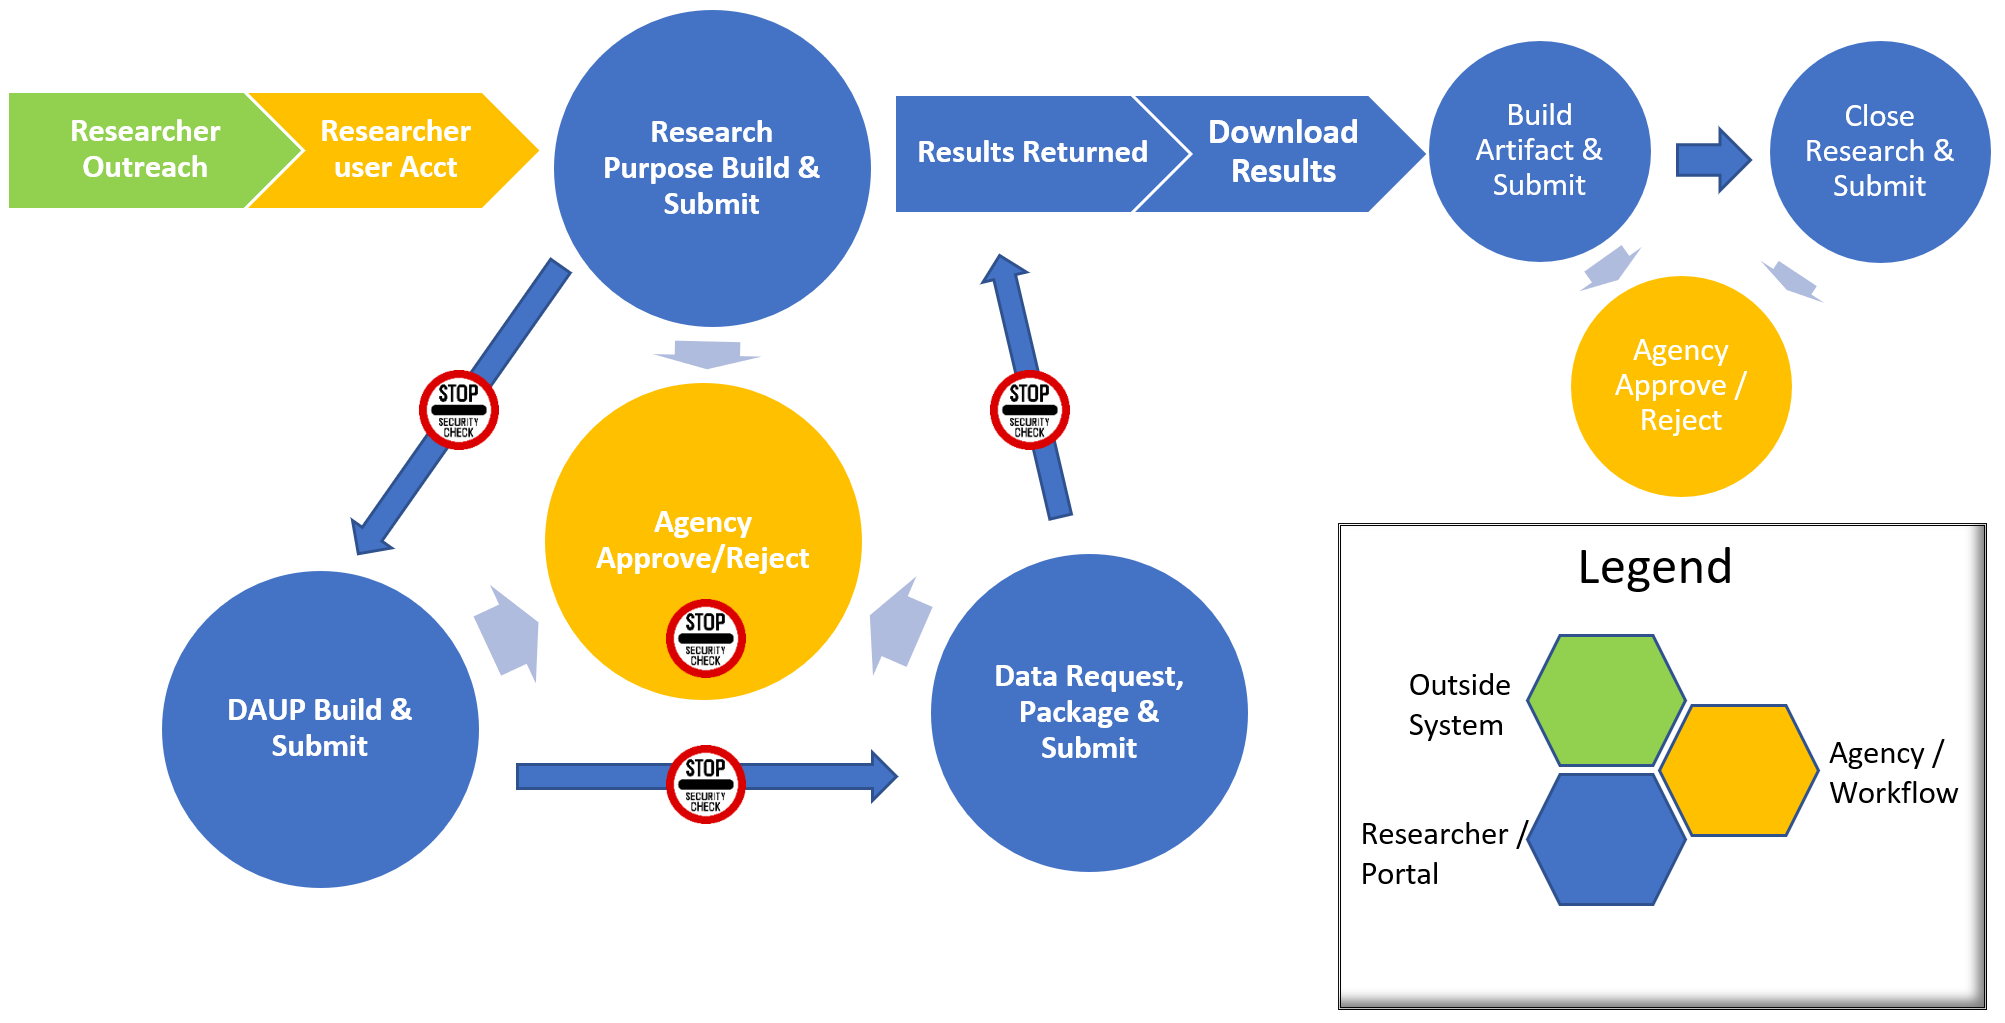 Researcher
Outreach
Researcher
user Acct
Research
Purpose Build &
Submit
Results Returned
Download
Results
Build
Artifact &
Submit
Close
Research &
Submit
Agency
Approve /
Reject
STOP
SECURITY
CHECK
STOP
SECURITY
CHECK
Agency
Approve/Reject
STOP
SECURITY
CHECK
DAUP Build &
Submit
STOP
SECURITY
CHECK
Data Request,
Package &
Submit
Legend
Outside
System
Agency /
Workflow
Researcher /
Portal